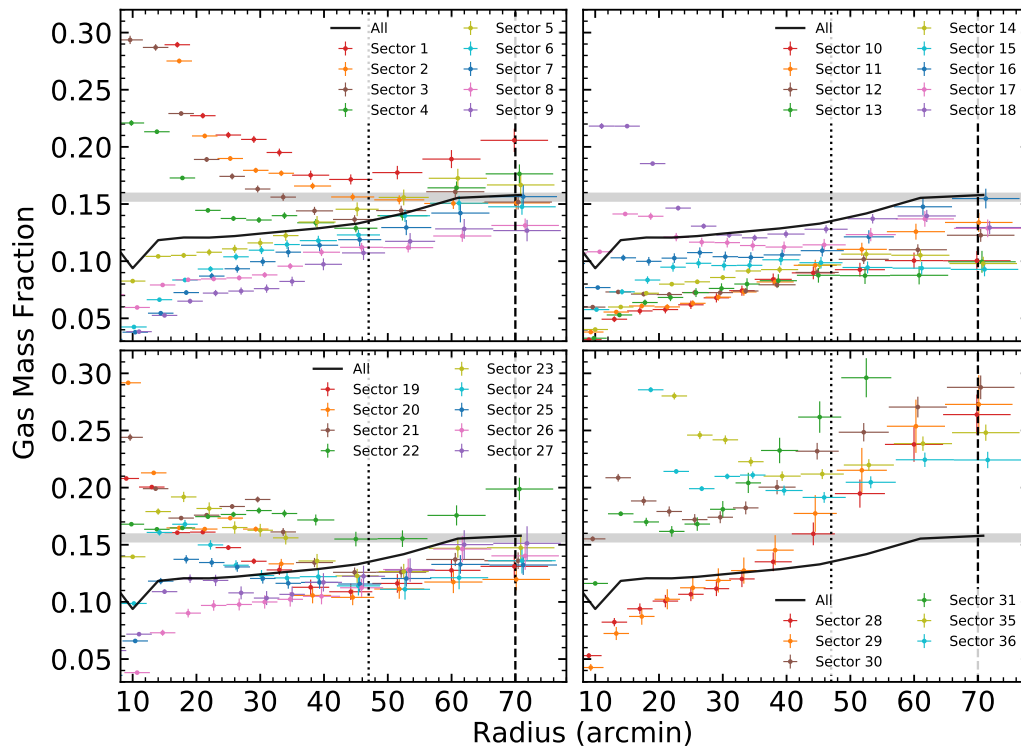 0.30
0.25
0.20
0.15
0.10
0.05
All
Sector 1
Sector 2
Sector 3
Sector 4
Sector 5
Sector 6
Sector 7
Sector 8
Sector 9
All
Sector 10
Sector 11
Sector 12
Sector 13
Sector 14
Sector 15
Sector 16
Sector 17
Sector 18
Gas Mass Fraction
0.30
0.25
0.20
0.15
0.10
0.05
All
Sector 19
Sector 20
Sector 21
Sector 22
Sector 23
Sector 24
Sector 25
Sector 26
Sector 27
All
Sector 28
Sector 29
Sector 30
Sector 31
Sector 35
Sector 36
10 20 30 40 50 60 70
10 20 30 40 50 60 70
Radius (arcmin)